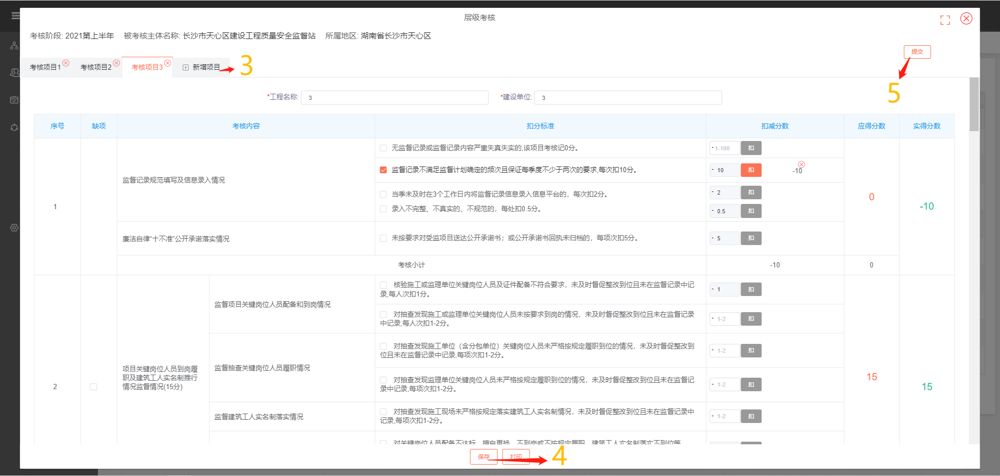 层级考核
考核阶段: 2021第上半年 被考核主体名称: 长沙市天心区建设工程质量安全监督站 所属地区: 湖南省长沙市天心区
提交
考核项目1 考核项目2 考核项目3 新增项目 3
5
*工程名称: 3 *建设单位: 3
序号 缺项 考核内容 扣分标准 扣减分数 应得分数 实得分数
1
监督记录规范填写及信息录入情况
无监督记录或监督记录内容严重失真失实的,该项目考核记0分。 - 1-100 扣
监督记录不满足监督计划确定的频次且保证每季度不少于两次的要求,每次扣10分。 - 10 扣 -10
当季未及时在3个工作日内将监督记录信息录入信息平台的，每次扣2分。 - 2 扣
录入不完整、不真实的、不规范的，每处扣0.5分。 - 0.5 扣
0
-10
廉洁自律“十不准”公开承诺落实情况
未按要求对受监项目送达公开承诺书；或公开承诺书回执未归档的，每项次扣5分。 - 5 扣
考核小计 -10 0
2
项目关键岗位人员到岗履
职及建筑工人实名制推行
情况监督情况(15分)
监督项目关键岗位人员配备和到岗情况
核验施工或监理单位关键岗位人员及证件配备不符合要求，未及时督促整改到位且未在监督记录中记
录,每人次扣1分。
- 1 扣
对抽查发现施工或监理单位关键岗位人员未按要求到岗的情况，未及时督促整改到位且未在监督记录
中记录,每人次扣1-2分。
- 1-2 扣
监督抽查关键岗位人员履职情况
对抽查发现施工单位（含分包单位）关键岗位人员未严格按规定履职到位的情况，未及时督促整改到
位且未在监督记录中记录,每项次扣1-2分。
- 1-2 扣
对抽查发现监理单位关键岗位人员未严格按规定履职到位的情况，未及时督促整改到位且未在监督记
录中记录,每项次扣1-2分。
- 1-2 扣
15
15
监督建筑工人实名制落实情况
对抽查发现施工现场未严格按规定落实建筑工人实名制情况，未及时督促整改到位且未在监督记录中
记录,每项次扣1-2分。
- 1-2 扣
对关键岗位人员配备不达标、擅自更换、不到岗或不按规定履职、建筑工人实名制落实不到位等
保存 打印 4